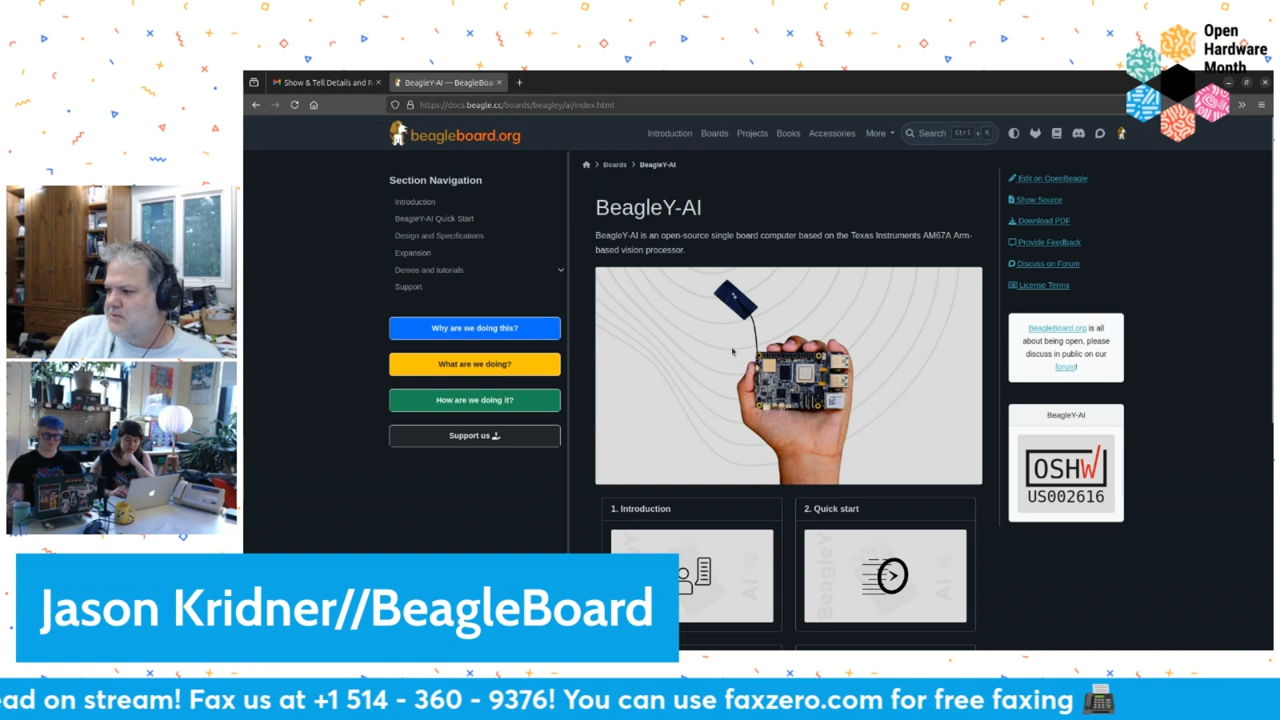 Open
Hardware
Month
Show & Tell Details and R
BeagleY-AI — BeagleBoa
https://docs.beagle.cc/boards/beagley/ai/index.html
beagleboard.org
Introduction Boards Projects Books Accessories More Search Ctrl + K
Boards BeagleY-AI
Section Navigation
Introduction
BeagleY-AI Quick Start
Design and Specifications
Expansion
Demos and tutorials
Support
Why are we doing this?
What are we doing?
How are we doing it?
Support us
BeagleY-AI
BeagleY-AI is an open-source single board computer based on the Texas Instruments AM67A Arm-
based vision processor.
1. Introduction
2. Quick start
BeagleY
AI
AI
Edit on OpenBeagle
Show Source
Download PDF
Provide Feedback
Discuss on Forum
License Terms
BeagleBoard.org is all
about being open, please
discuss in public on our
forum!
BeagleY-AI
OSHW
US002616
Jason Kridner//BeagleBoard
ead on stream! Fax us at +1 514 - 360 - 9376! You can use faxzero.com for free faxing